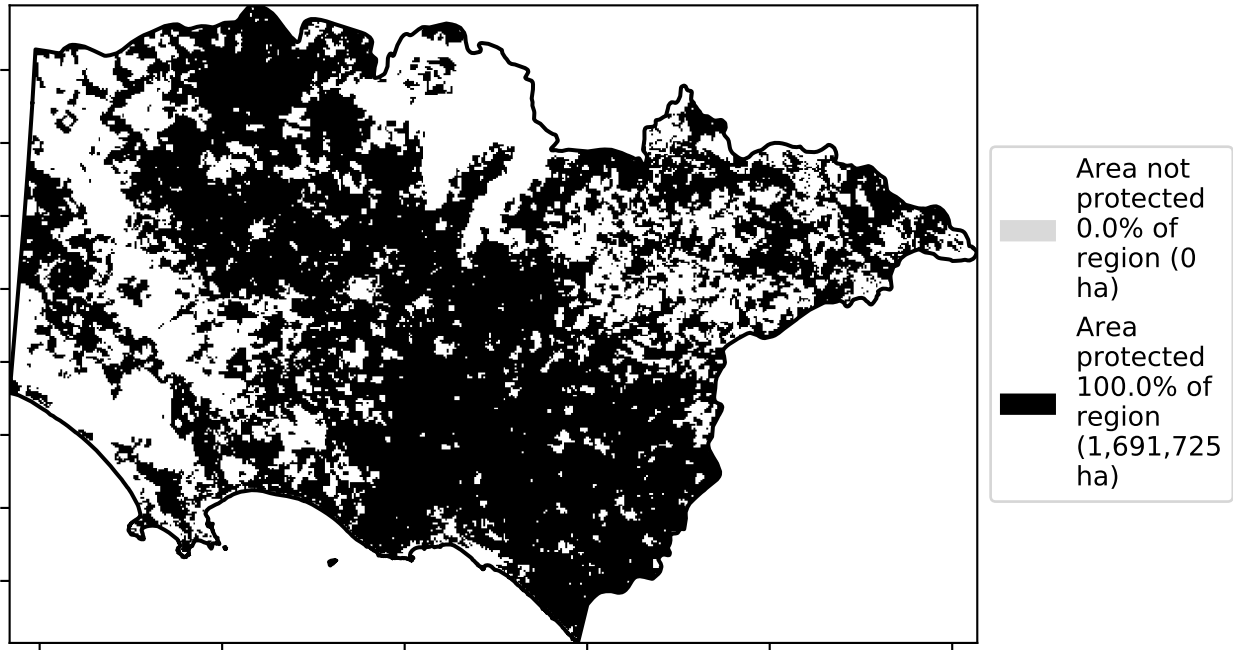 Area not
protected
0.0% of
region (0
ha)
Area
protected
100.0% of
region
(1,691,725
ha)